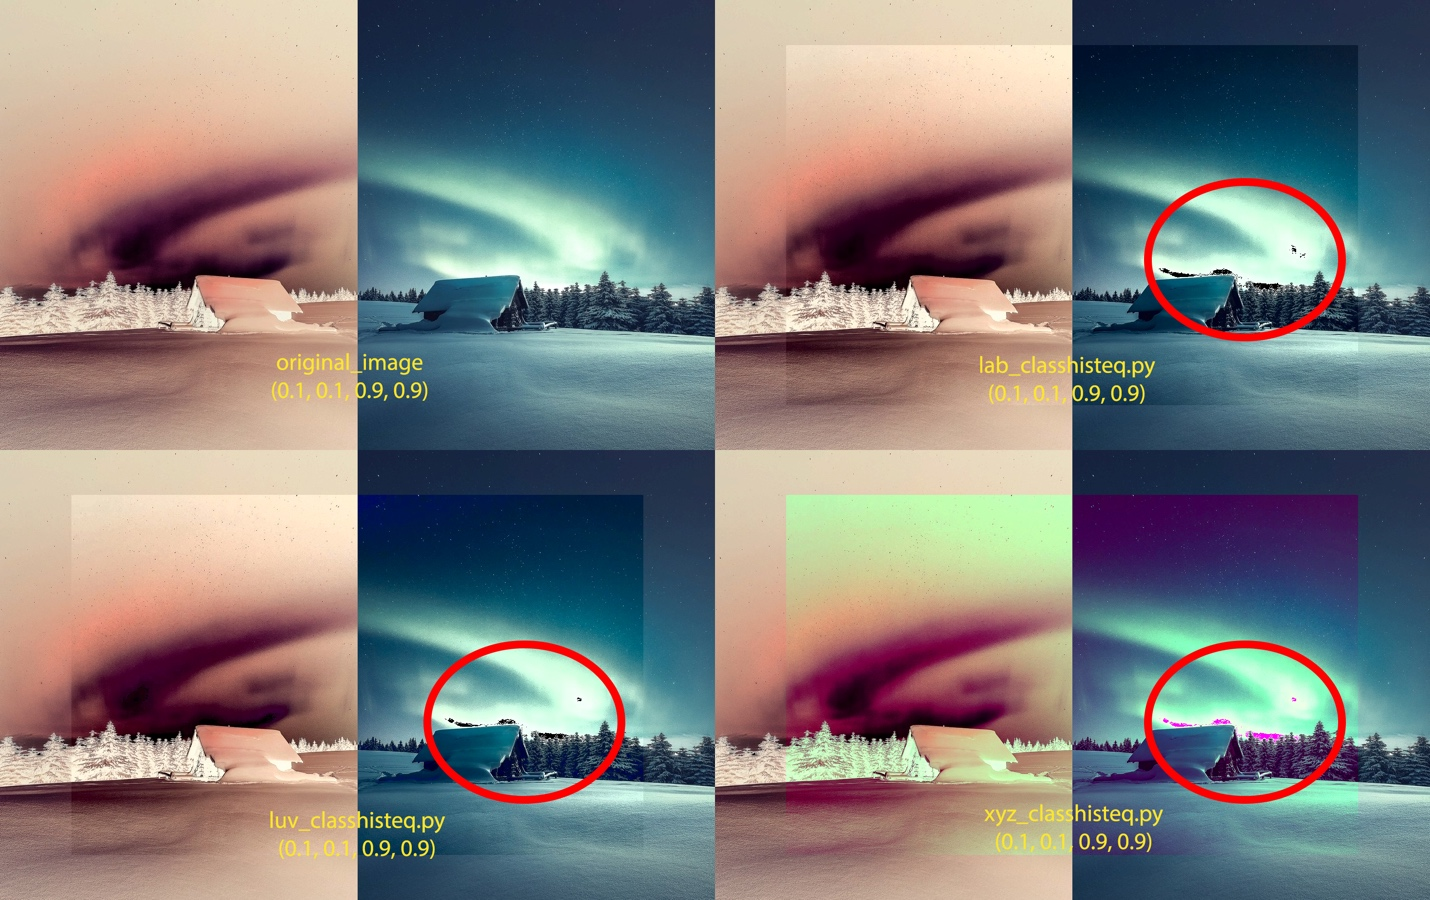 original_image
(0.1, 0.1, 0.9, 0.9)
lab_classhisteq.py
(0.1, 0.1, 0.9, 0.9)
luv_classhisteq.py
(0.1, 0.1, 0.9, 0.9)
xyz_classhisteq.py
(0.1, 0.1, 0.9, 0.9)